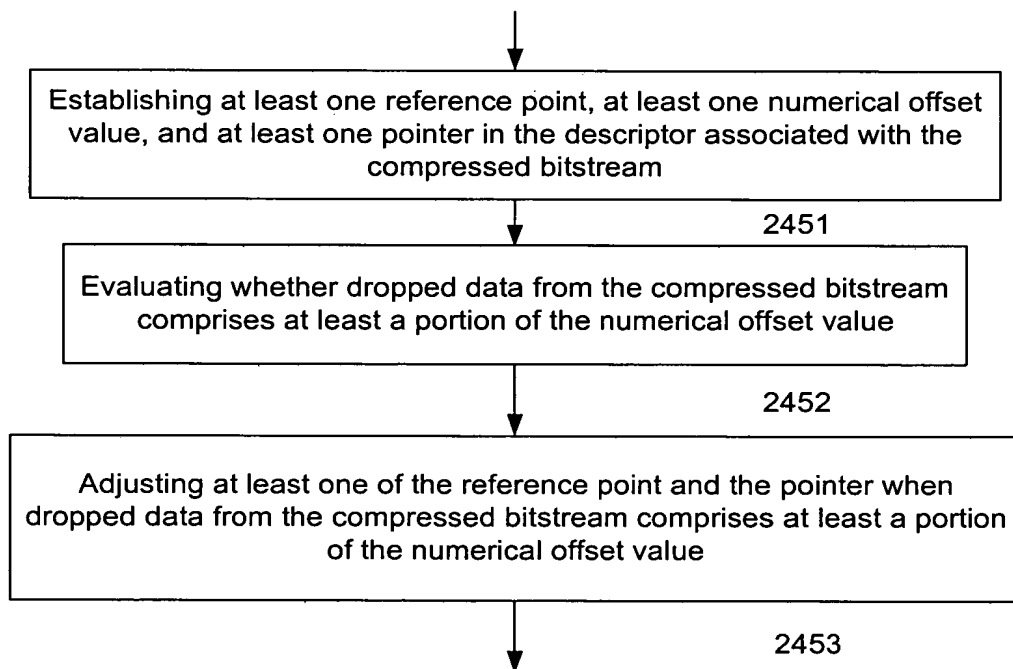 Establishing at least one reference point, at least one numerical offset
value, and at least one pointer in the descriptor associated with the
compressed bitstream
2451
Evaluating whether dropped data from the compressed bitstream
comprises at least a portion of the numerical offset value
2452
Adjusting at least one of the reference point and the pointer when
dropped data from the compressed bitstream comprises at least a portion
of the numerical offset value
2453